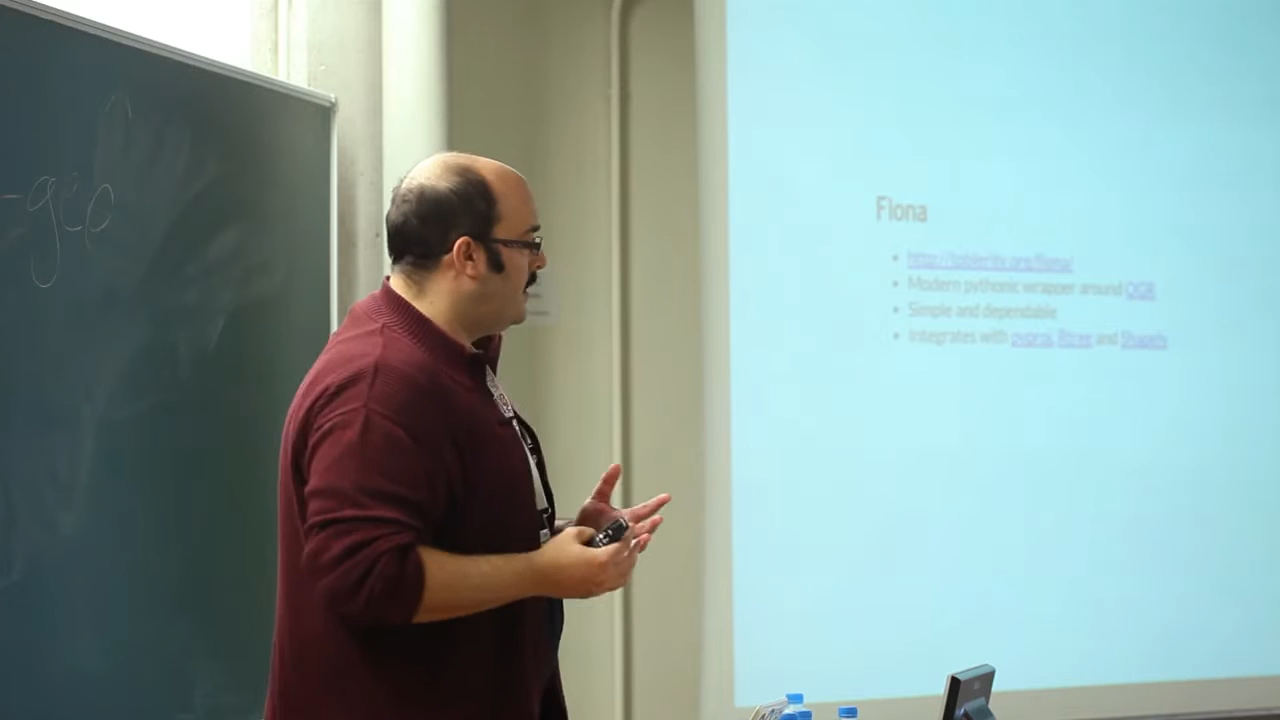 -geo
Fiona
http://toblerity.org/fiona/
Modern pythonic wrapper around OGR
Simple and dependable
Integrates with pyproj, Rtree and Shapely